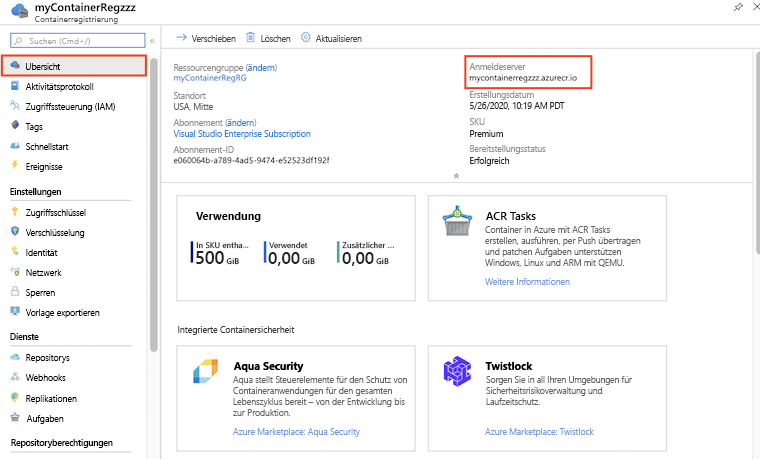 myContainerRegzzz
Containerregistrierung
Suchen (Cmd+/)
Übersicht
Aktivitätsprotokoll
Zugriffssteuerung (IAM)
Tags
Schnellstart
Ereignisse
Einstellungen
Zugriffsschlüssel
Verschlüsselung
Identität
Netzwerk
Sperren
Vorlage exportieren
Dienste
Repositorys
Webhooks
Replikationen
Aufgaben
Repositoryberechtigungen
Verschieben
Löschen
Aktualisieren
Ressourcengruppe (ändern)
myContainerRegRG
Standort
USA, Mitte
Abonnement (ändern)
Visual Studio Enterprise Subscription
Abonnement-ID
e060064b-a789-4ad5-9474-e52523df192f
Anmeldeserver
mycontainerregzzz.azurecr.io
Erstellungsdatum
5/26/2020, 10:19 AM PDT
SKU
Premium
Bereitstellungsstatus
Erfolgreich
Verwendung
In SKU entha...
500 GiB
Verwendet
0,00 GiB
Zusätzlicher ...
0,00 GiB
ACR Tasks
Container in Azure mit ACR Tasks
erstellen, ausführen, per Push übertragen
und patchen Aufgaben unterstützen
Windows, Linux und ARM mit QEMU.
Weitere Informationen
Integrierte Containersicherheit
Aqua Security
Aqua stellt Steuerelemente für den Schutz von
Containeranwendungen für den gesamten
Lebenszyklus bereit – von der Entwicklung bis
zur Produktion.
Azure Marketplace: Aqua Security
Twistlock
Sorgen Sie in all Ihren Umgebungen für
Sicherheitsrisikoverwaltung und
Laufzeitschutz.
Azure Marketplace: Twistlock